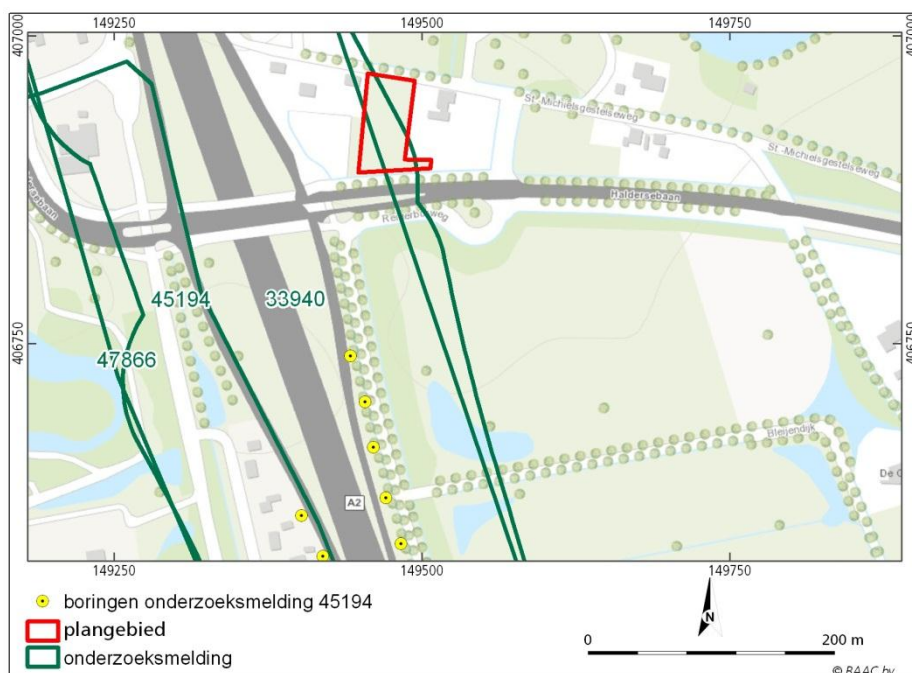 149250 149500 149750
407000 407000
St.-Michielsgestelseweg
St.-Michielsgestelseweg
Haldersebaan
45194 33940
406750 406750
47866
Bleijendijk
A2
149250 149500 149750
boringen onderzoeksmelding 45194
plangebied
onderzoeksmelding
N
0 200 m
© BAAC bv